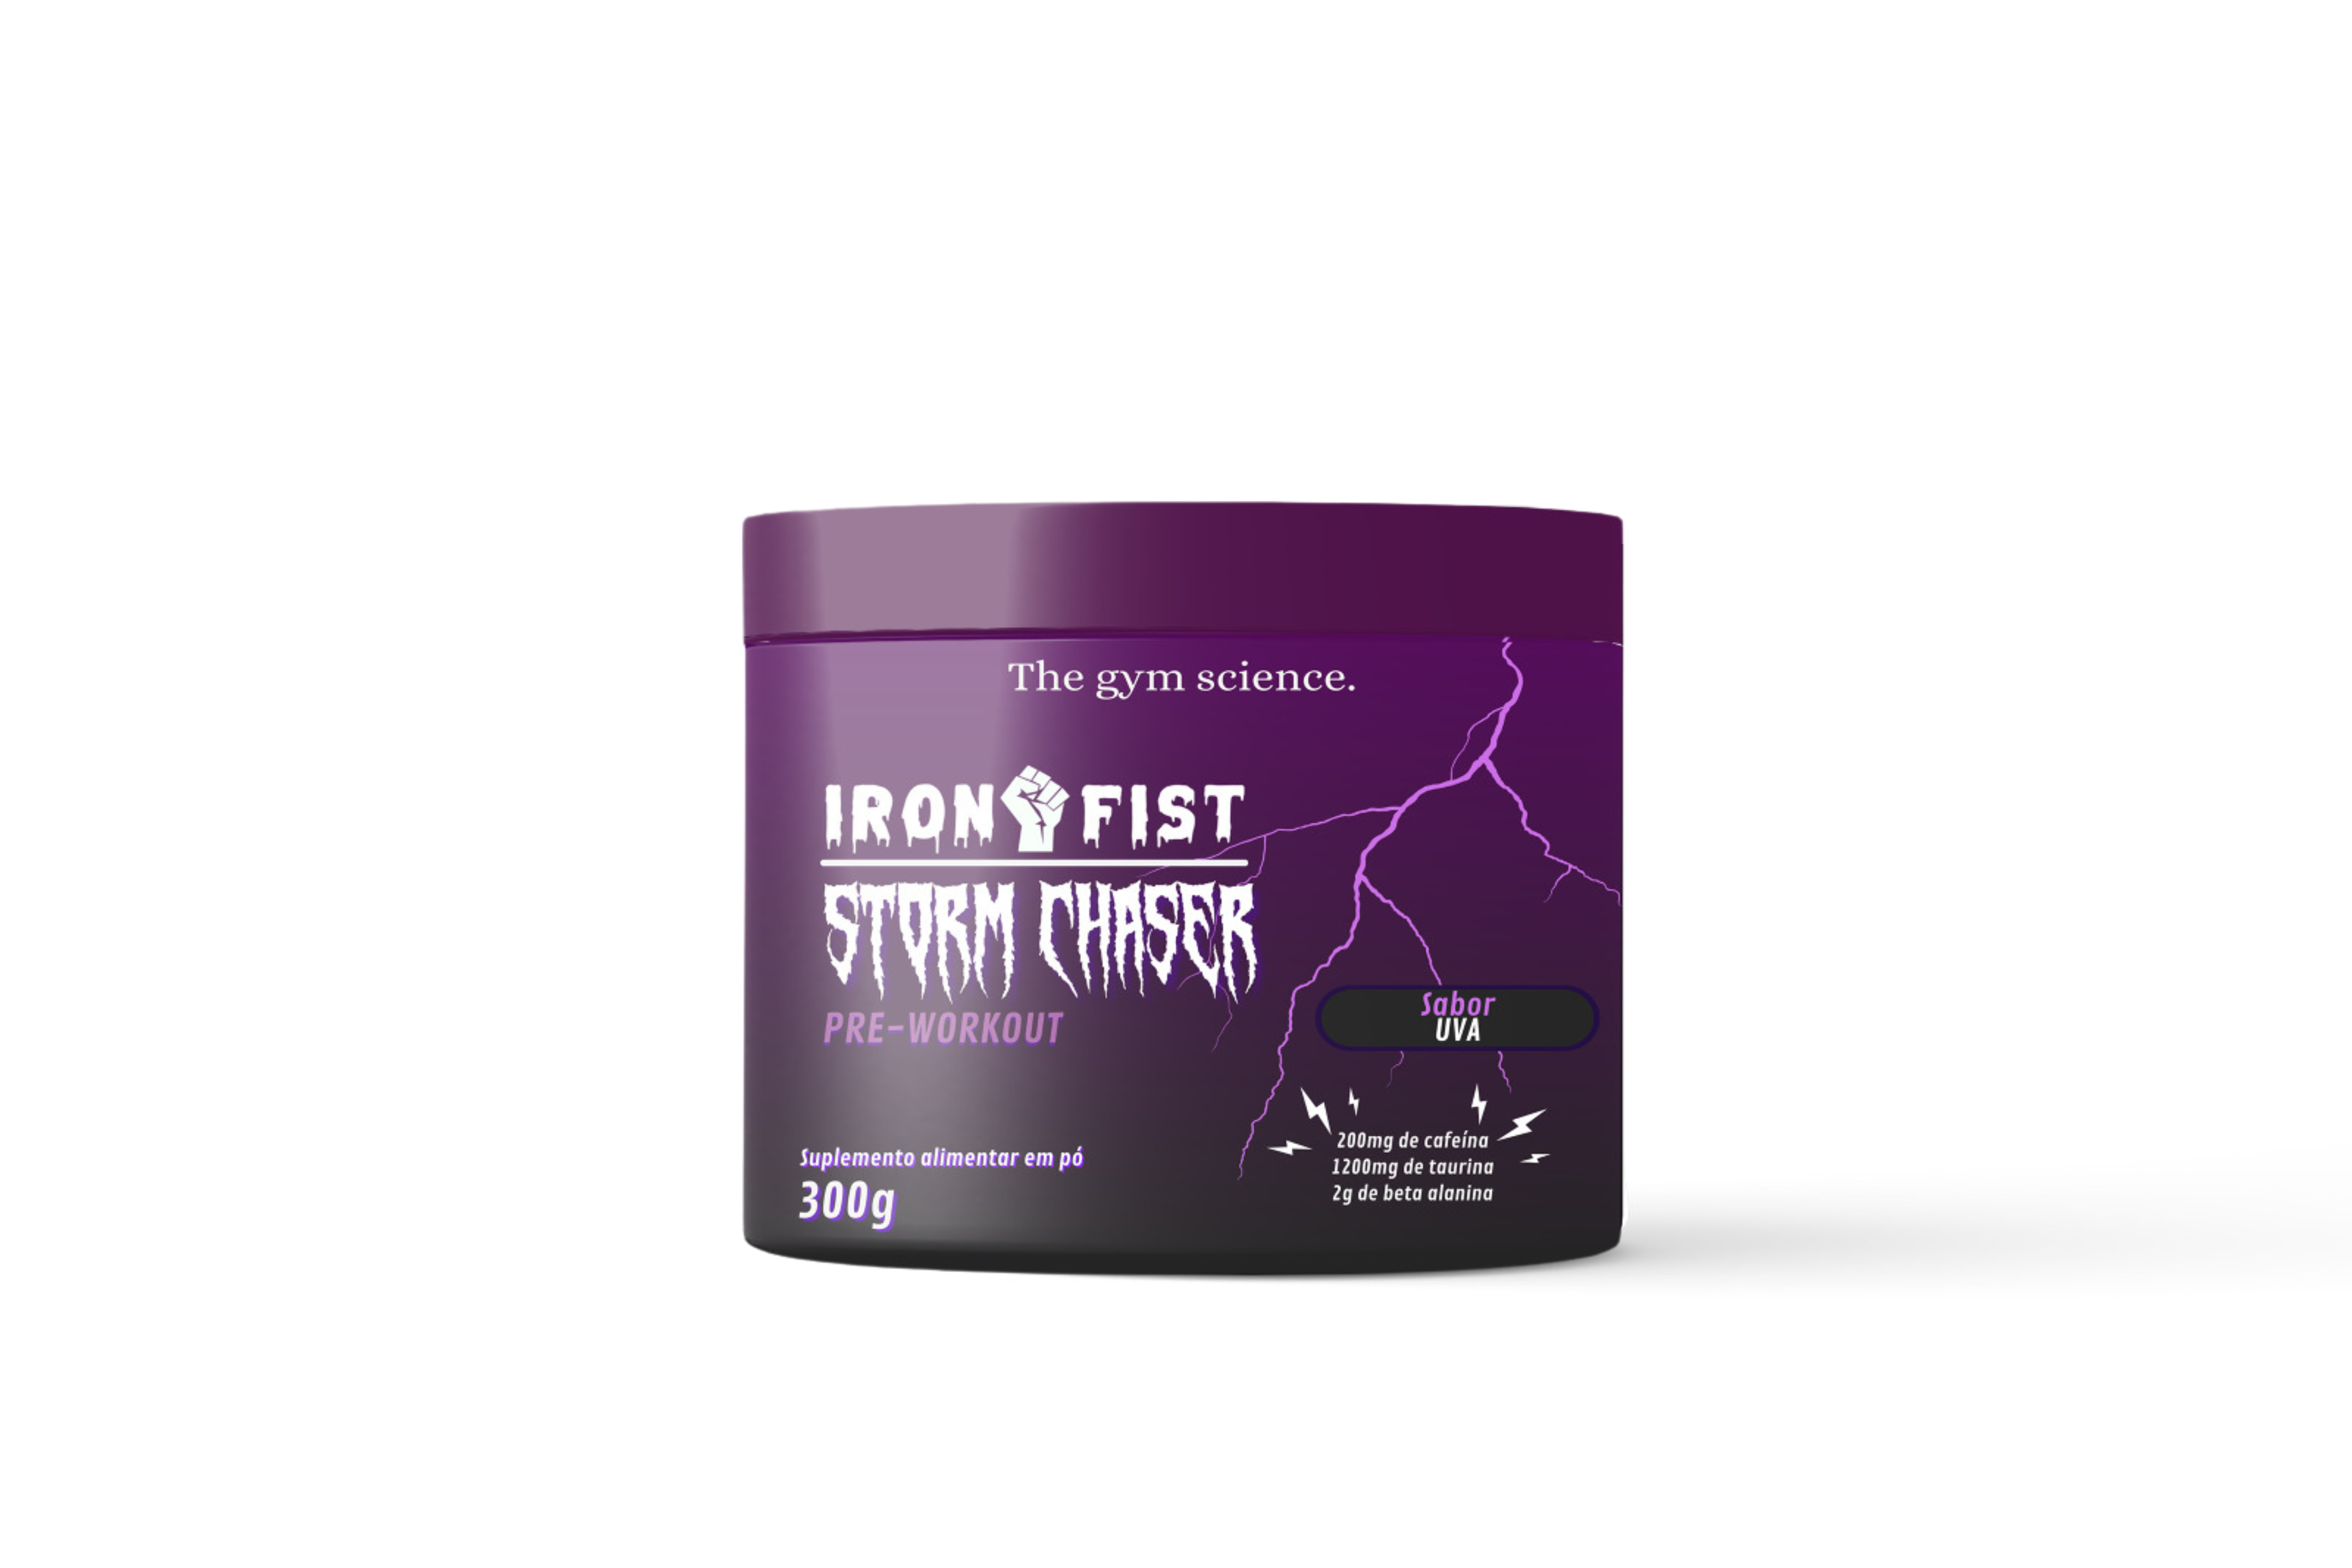 The gym science.
IRON FIST
STORM CHASER
PRE-WORKOUT
Sabor
UVA
200mg de cafeína
1200mg de taurina
2g de beta alanina
Suplemento alimentar em pó
300g